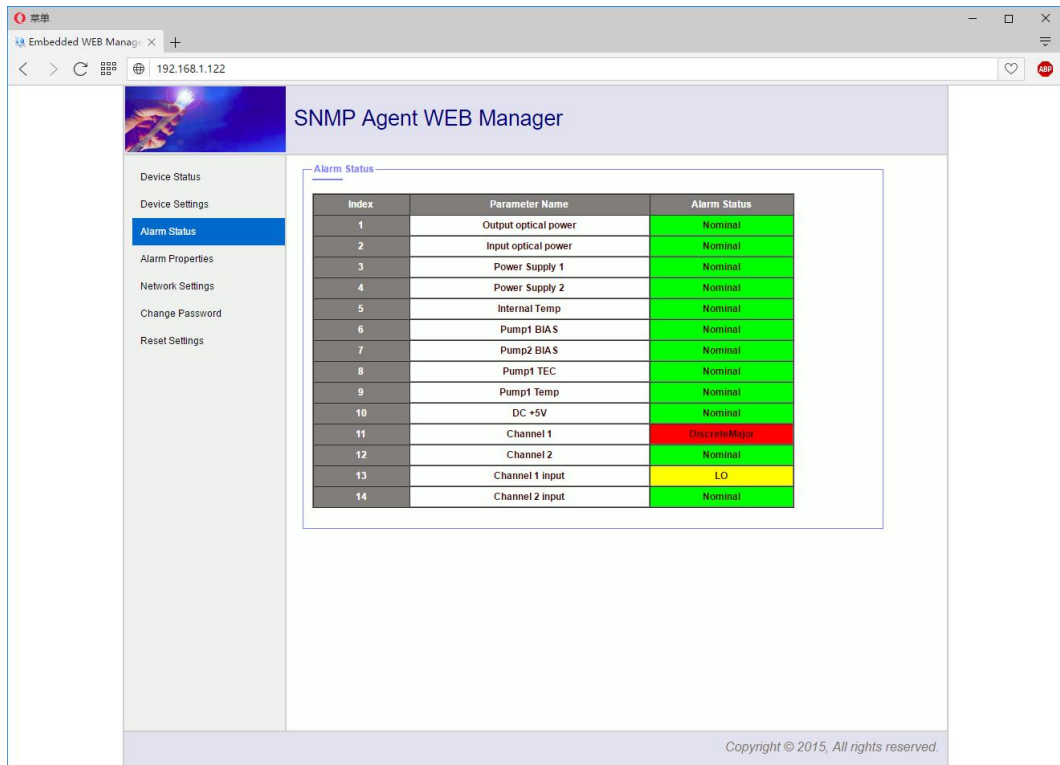 菜单
Embedded WEB Manag
192.168.1.122
ABP
SNMP Agent WEB Manager
Device Status
Device Settings
Alarm Status
Alarm Properties
Network Settings
Change Password
Reset Settings
Alarm Status
Index Parameter Name Alarm Status
1 Output optical power Nominal
2 Input optical power Nominal
3 Power Supply 1 Nominal
4 Power Supply 2 Nominal
5 Internal Temp Nominal
6 Pump1 BIAS Nominal
7 Pump2 BIAS Nominal
8 Pump1 TEC Nominal
9 Pump1 Temp Nominal
10 DC +5V Nominal
11 Channel 1 DiscreteMajor
12 Channel 2 Nominal
13 Channel 1 input LO
14 Channel 2 input Nominal
Copyright © 2015, All rights reserved.